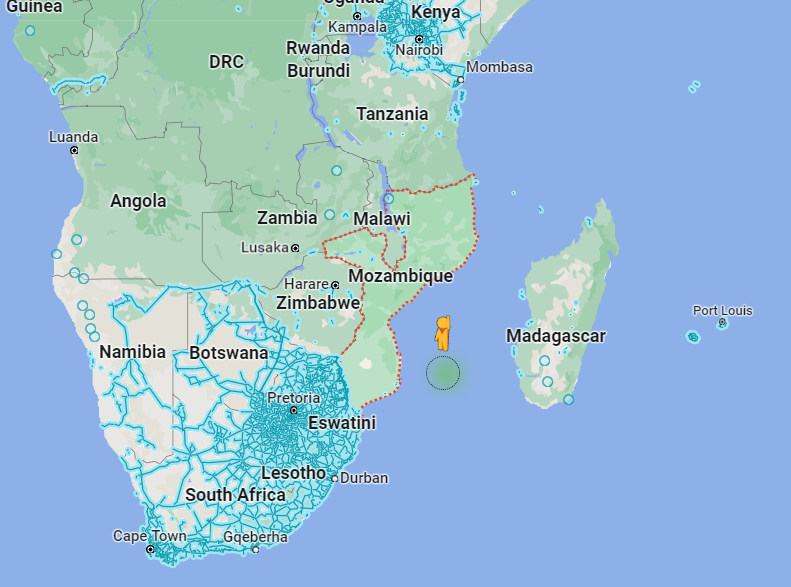 Guinea
Kenya
Kampala
Nairobi
Rwanda
Burundi
DRC
Mombasa
Tanzania
Luanda
Angola
Zambia
Malawi
Lusaka
Mozambique
Harare
Zimbabwe
Port Louis
Madagascar
Namibia
Botswana
Pretoria
Eswatini
Lesotho
Durban
South Africa
Cape Town
Gqeberha